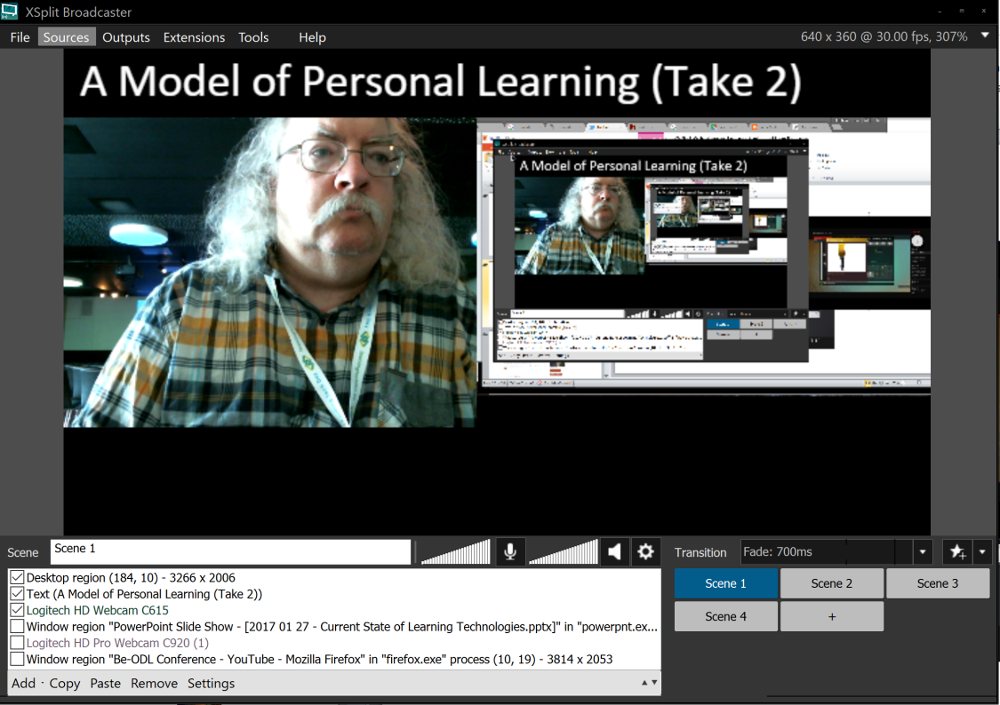 XSplit Broadcaster
File Sources Outputs Extensions Tools Help 640 x 360 @ 30.00 fps, 307%
A Model of Personal Learning (Take 2)
A Model of Personal Learning (Take 2)
Scene Scene 1 Transition Fade: 700ms
Desktop region (184, 10) - 3266 x 2006
Text (A Model of Personal Learning (Take 2))
Logitech HD Webcam C615
Window region "PowerPoint Slide Show - [2017 01 27 - Current State of Learning Technologies.pptx]" in "powerpnt.ex...
Logitech HD Pro Webcam C920 (1)
Window region "Be-ODL Conference - YouTube - Mozilla Firefox" in "firefox.exe" process (10, 19) - 3814 x 2053
Add · Copy Paste Remove Settings
Scene 1 Scene 2 Scene 3
Scene 4 +